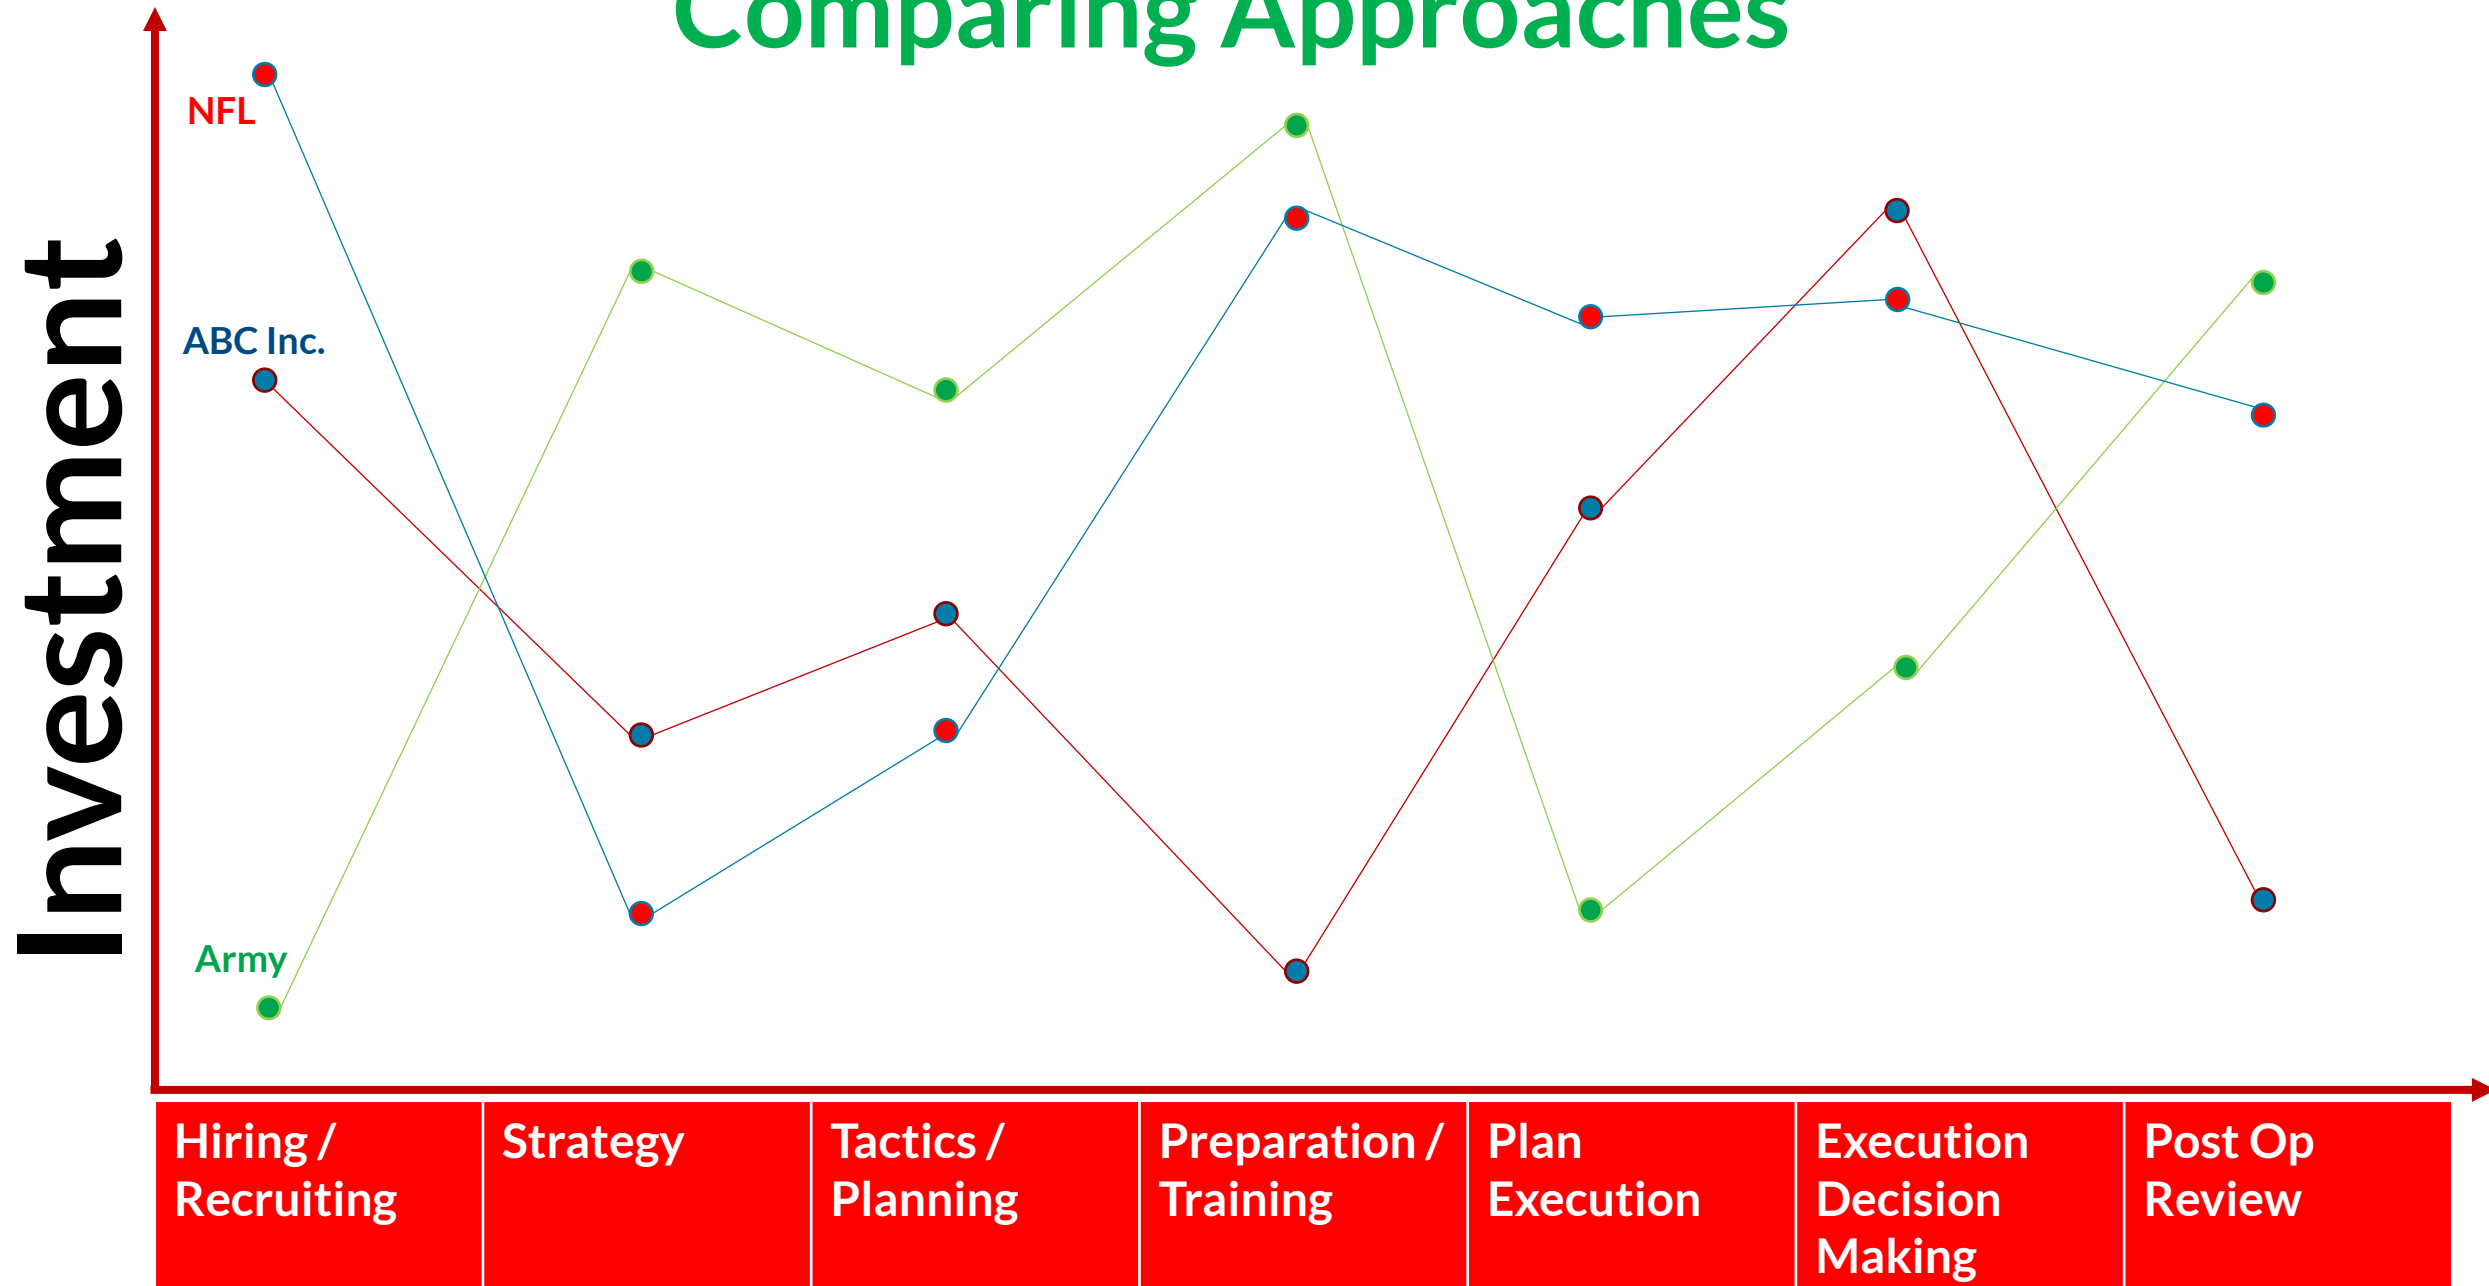 Comparing Approaches
NFL
ABC Inc.
Army
Investment
Hiring /
Recruiting
Strategy
Tactics /
Planning
Preparation /
Training
Plan
Execution
Execution
Decision
Making
Post Op
Review